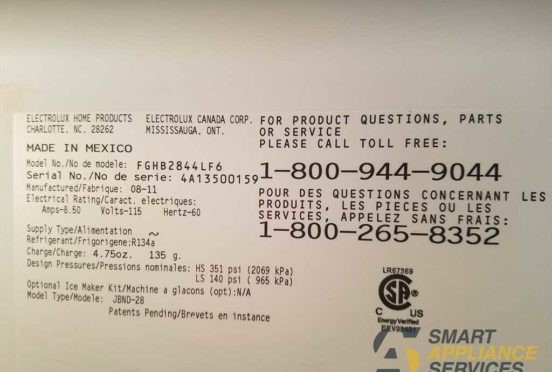 ELECTROLUX HOME PRODUCTS
CHARLOTTE, NC. 28262
ELECTROLUX CANADA CORP.
MISSISSAUGA, ONT.
MADE IN MEXICO
Model No./No de modele: FGHB2844LF6
Serial No./No de serie: 4A13500159
Manufactured/Fabrique: 08-11
Electrical Rating/Caract. electriques:
Amps-8.50 Volts-115 Hertz-60
Supply Type/Alimentation ~
Refrigerant/Frigorigene:R134a
Charge/Charge: 4.75oz. 135 g.
Design Pressures/Pressions nominales: HS 351 psi (2069 kPa)
LS 140 psi ( 965 kPa)
Optional Ice Maker Kit/Machine a glacons (opt):N/A
Model Type/Modele: JBND-28
Patents Pending/Brevets en instance
FOR PRODUCT QUESTIONS, PARTS
OR SERVICE
PLEASE CALL TOLL FREE:
1-800-944-9044
POUR DES QUESTIONS CONCERNANT LES
PRODUITS, LES PIECES OU LES
SERVICES, APPELEZ SANS FRAIS:
1-800-265-8352
LR67369
C US
Energy Verified
SMART
APPLIANCE
SERVICES